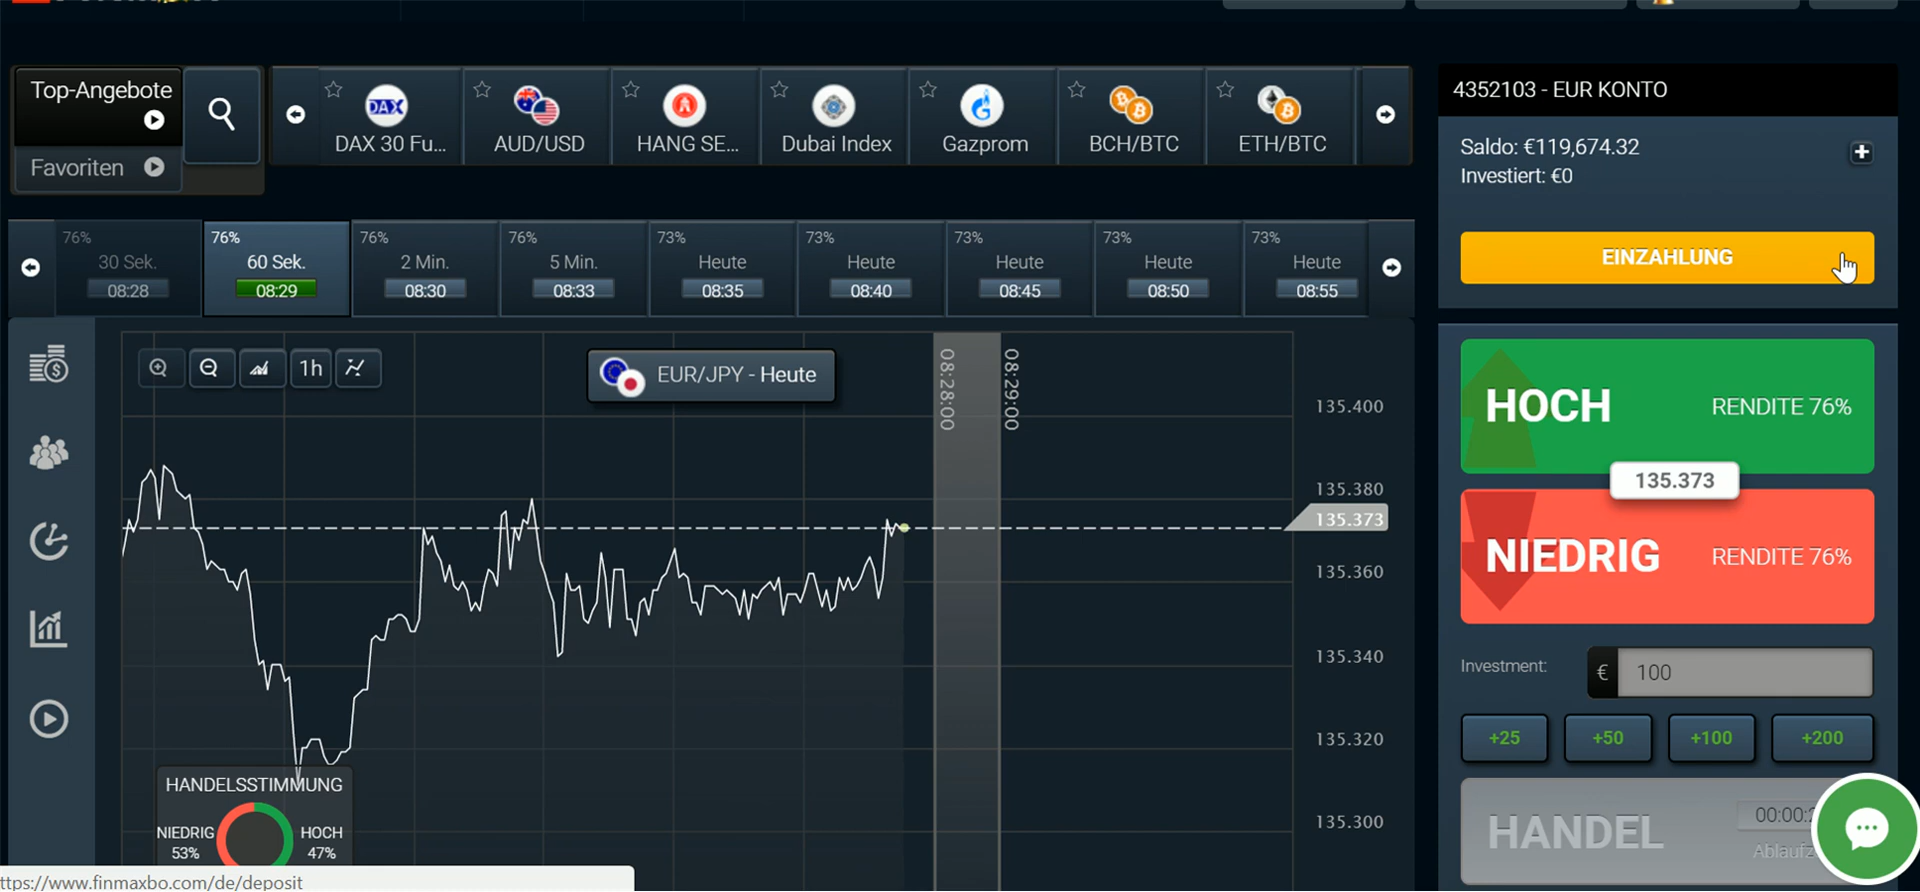 Top-Angebote
Favoriten
DAX
DAX 30 Fu...
AUD/USD
HANG SE...
Dubai Index
Gazprom
BCH/BTC
ETH/BTC
4352103 - EUR KONTO
Saldo: €119,674.32
Investiert: €0
EINZAHLUNG
76%
30 Sek.
08:28
76%
60 Sek.
08:29
76%
2 Min.
08:30
76%
5 Min.
08:33
73%
Heute
08:35
73%
Heute
08:40
73%
Heute
08:45
73%
Heute
08:50
73%
Heute
08:55
1h
EUR/JPY - Heute
08:28:00
08:29:00
135.400
135.380
135.373
135.360
135.340
135.320
135.300
HOCH
RENDITE 76%
135.373
NIEDRIG
RENDITE 76%
Investment:
€ 100
+25
+50
+100
+200
HANDEL
HANDELSSTIMMUNG
NIEDRIG
53%
HOCH
47%
ttps://www.finmaxbo.com/de/deposit